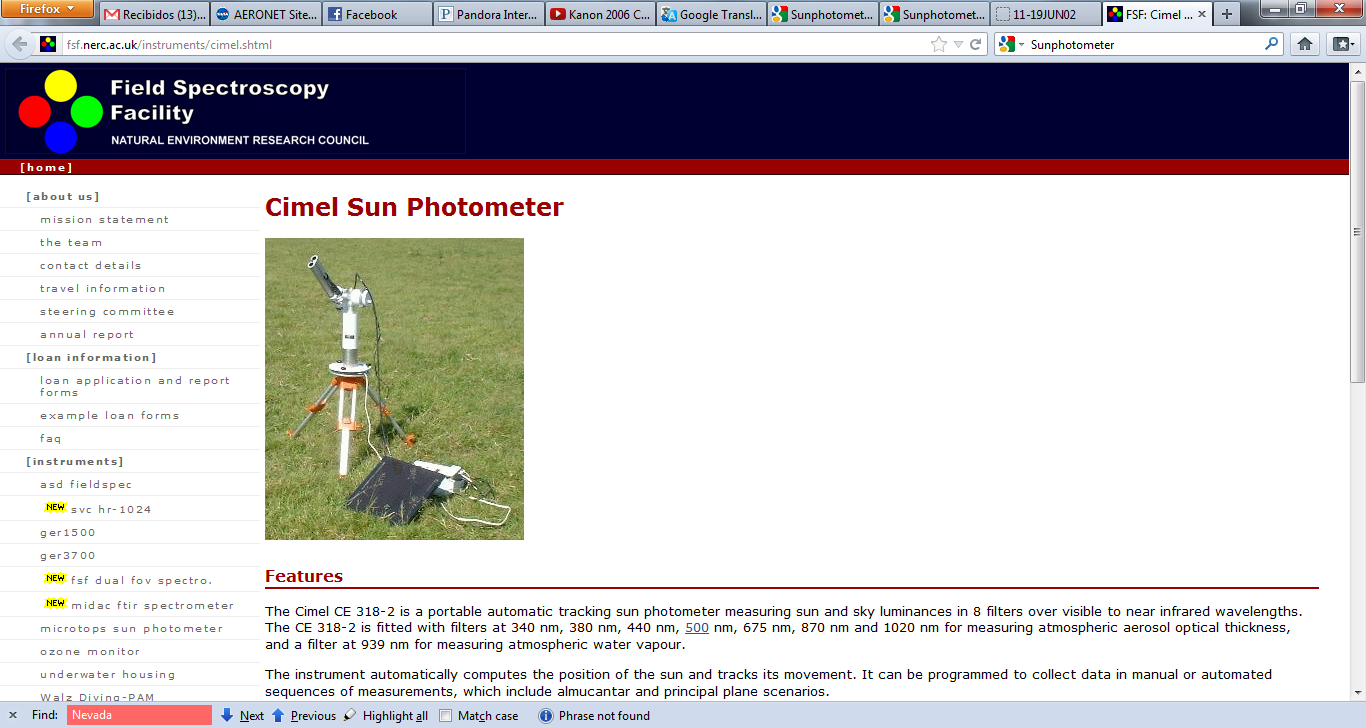 Firefox
Recibidos (13)...
AERONET Site...
Facebook
Pandora Inter...
Kanon 2006 C...
Google Transl...
Sunphotomet...
Sunphotomet...
11-19JUN02
FSF: Cimel ...
fsf.nerc.ac.uk/instruments/cimel.shtml
Sunphotometer
Field Spectroscopy
Facility
NATURAL ENVIRONMENT RESEARCH COUNCIL
[home]
[about us]
mission statement
the team
contact details
travel information
steering committee
annual report
[loan information]
loan application and report
forms
example loan forms
faq
[instruments]
asd fieldspec
NEW svc hr-1024
ger1500
ger3700
NEW fsf dual fov spectro.
NEW midac ftir spectrometer
microtops sun photometer
ozone monitor
underwater housing
Walz Diving-PAM
Cimel Sun Photometer
Features
The Cimel CE 318-2 is a portable automatic tracking sun photometer measuring sun and sky luminances in 8 filters over visible to near infrared wavelengths.
The CE 318-2 is fitted with filters at 340 nm, 380 nm, 440 nm, 500 nm, 675 nm, 870 nm and 1020 nm for measuring atmospheric aerosol optical thickness,
and a filter at 939 nm for measuring atmospheric water vapour.
The instrument automatically computes the position of the sun and tracks its movement. It can be programmed to collect data in manual or automated
sequences of measurements, which include almucantar and principal plane scenarios.
Find: Nevada Next Previous Highlight all Match case Phrase not found